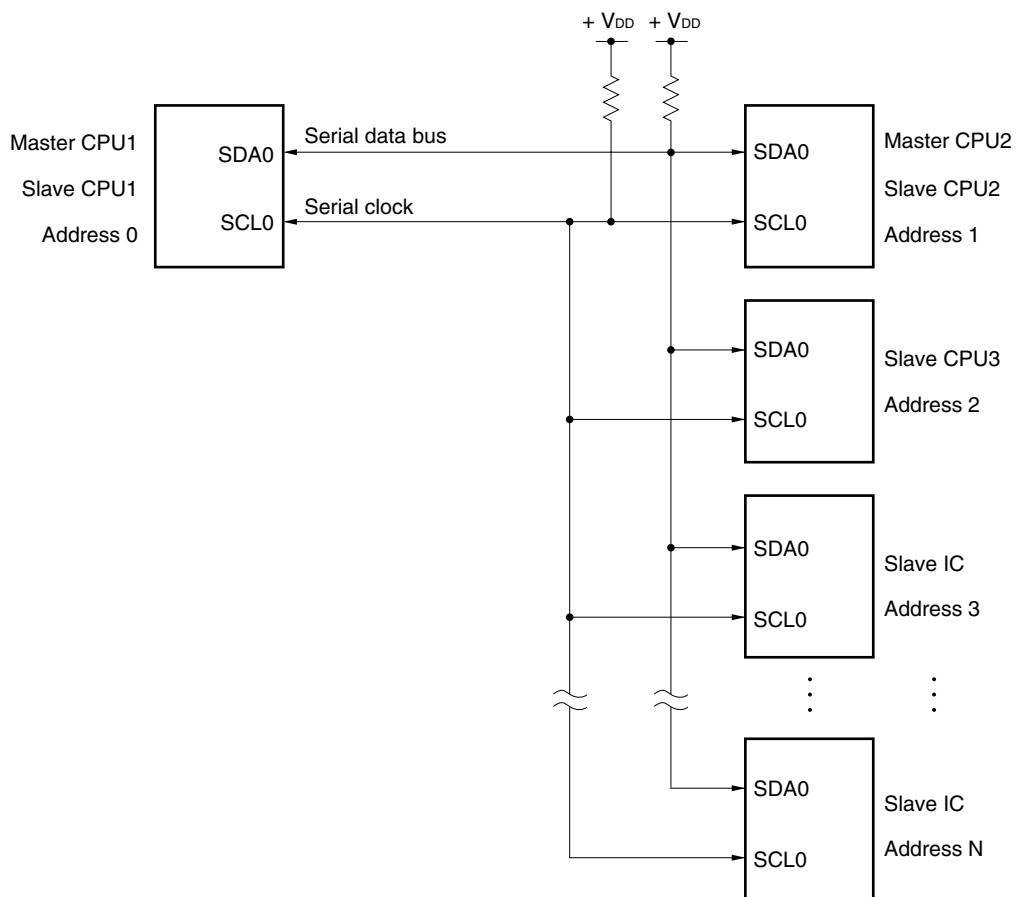 + VDD + VDD
Master CPU1
Slave CPU1
Address 0
SDA0
SCL0
Serial data bus
Serial clock
SDA0
SCL0
Master CPU2
Slave CPU2
Address 1
SDA0
SCL0
Slave CPU3
Address 2
SDA0
SCL0
Slave IC
Address 3
SDA0
SCL0
Slave IC
Address N